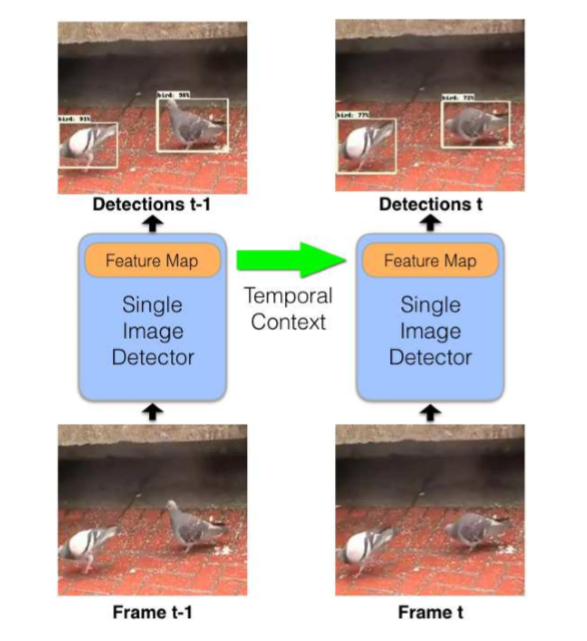 bird: 98%
bird: 93%
bird: 72%
bird: 77%
Detections t-1
Detections t
Feature Map
Single
Image
Detector
Temporal
Context
Feature Map
Single
Image
Detector
Frame t-1
Frame t